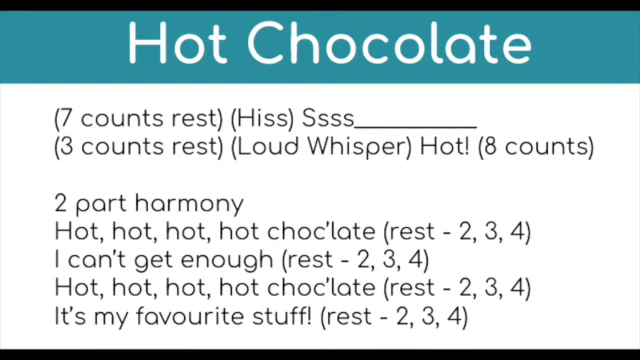 Hot Chocolate
(7 counts rest) (Hiss) Ssss__________
(3 counts rest) (Loud Whisper) Hot! (8 counts)
2 part harmony
Hot, hot, hot, hot choc'late (rest - 2, 3, 4)
I can't get enough (rest - 2, 3, 4)
Hot, hot, hot, hot choc'late (rest - 2, 3, 4)
It's my favourite stuff! (rest - 2, 3, 4)